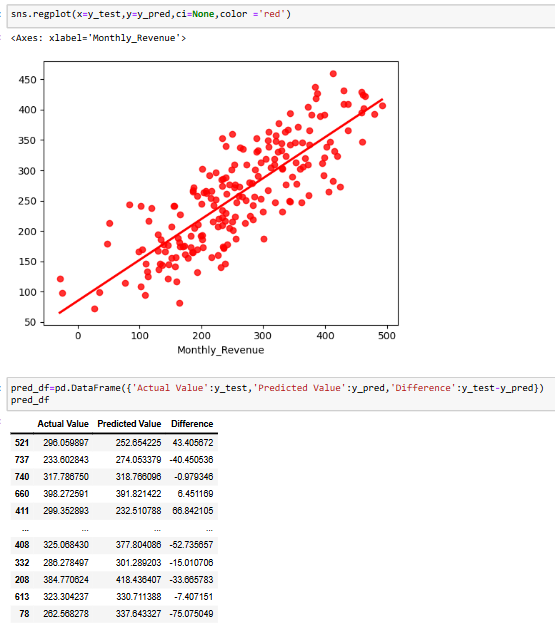 sns.regplot(x=y_test,y=y_pred,ci=None,color ='red')
<Axes: xlabel='Monthly_Revenue'>
450
400
350
300
250
200
150
100
50
0 100 200 300 400 500
Monthly_Revenue
pred_df=pd.DataFrame({'Actual Value':y_test,'Predicted Value':y_pred,'Difference':y_test-y_pred})
pred_df
Actual Value Predicted Value Difference
521 296.059897 252.654225 43.405672
737 233.602843 274.053379 -40.450536
740 317.786750 318.766096 -0.979346
660 398.272591 391.821422 6.451169
411 299.352893 232.510788 66.842105
... ... ... ...
408 325.068430 377.804086 -52.735657
332 286.278497 301.289203 -15.010706
208 384.770624 418.436407 -33.665783
613 323.304237 330.711388 -7.407151
78 262.568278 337.643327 -75.075049